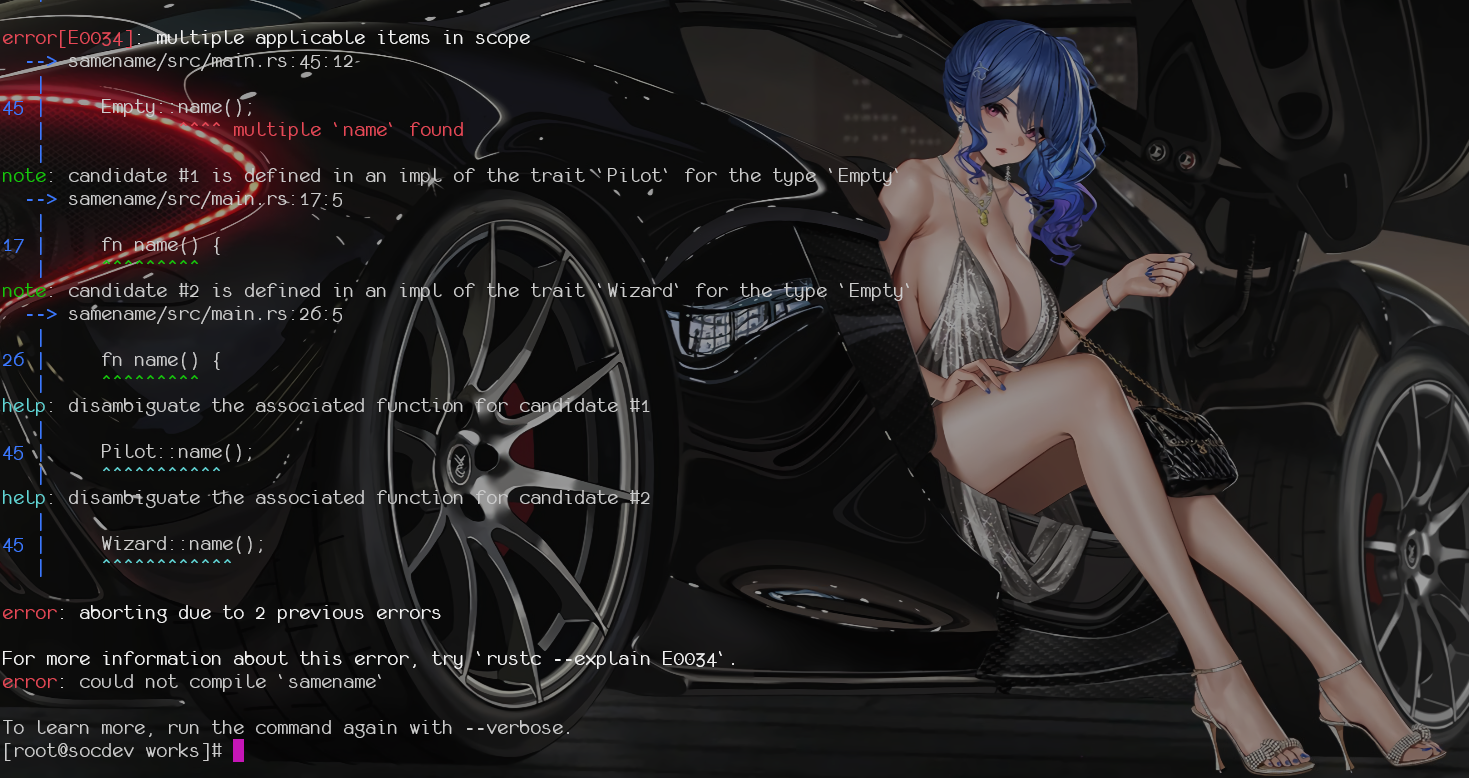 error[E0034]: multiple applicable items in scope
  --> samename/src/main.rs:45:12
   |
45 |     Empty::name();
   |            ^^^^ multiple `name` found
   |
note: candidate #1 is defined in an impl of the trait `Pilot` for the type `Empty`
  --> samename/src/main.rs:17:5
   |
17 |     fn name() {
   |     ^^^^^^^^^
note: candidate #2 is defined in an impl of the trait `Wizard` for the type `Empty`
  --> samename/src/main.rs:26:5
   |
26 |     fn name() {
   |     ^^^^^^^^^
help: disambiguate the associated function for candidate #1
   |
45 |     Pilot::name();
   |     ^^^^^^^^^^^
help: disambiguate the associated function for candidate #2
   |
45 |     Wizard::name();
   |     ^^^^^^^^^^^^
error: aborting due to 2 previous errors
For more information about this error, try `rustc --explain E0034`.
error: could not compile `samename`
To learn more, run the command again with --verbose.
[root@socdev works]#